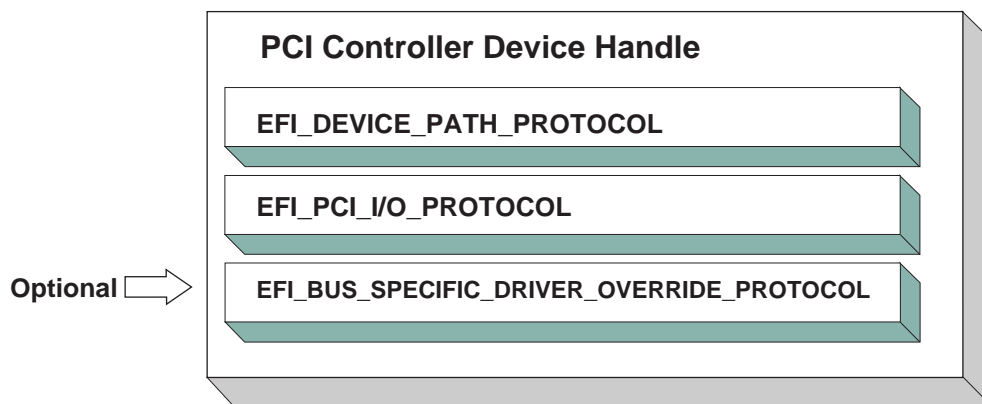 PCI Controller Device Handle
EFI_DEVICE_PATH_PROTOCOL
EFI_PCI_I/O_PROTOCOL
Optional
EFI_BUS_SPECIFIC_DRIVER_OVERRIDE_PROTOCOL